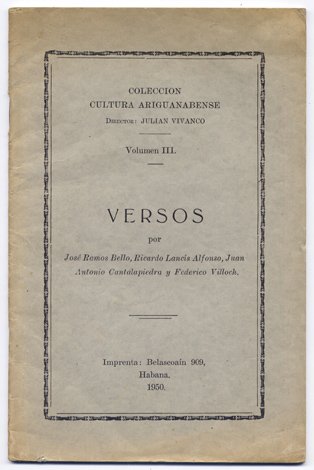 COLECCION
CULTURA ARIGUANABENSE
DIRECTOR: JULIAN VIVANCO
Volumen III.
VERSOS
por
José Ramos Bello, Ricardo Lancís Alfonso, Juan
Antonio Cantalapiedra y Federico Villoch.
Imprenta: Belascoaín 909,
Habana.
1950.